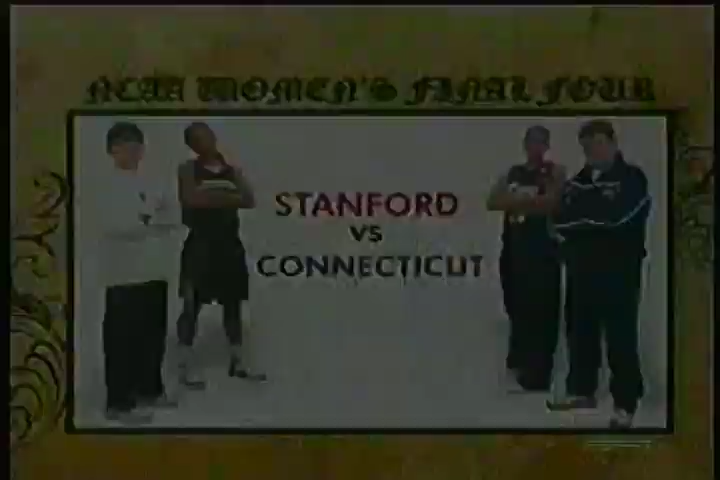 NCAA WOMEN'S FINAL FOUR
STANFORD
VS
CONNECTICUT